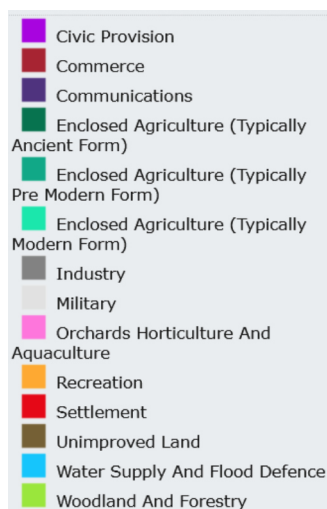 Civic Provision
Commerce
Communications
Enclosed Agriculture (Typically
Ancient Form)
Enclosed Agriculture (Typically
Pre Modern Form)
Enclosed Agriculture (Typically
Modern Form)
Industry
Military
Orchards Horticulture And
Aquaculture
Recreation
Settlement
Unimproved Land
Water Supply And Flood Defence
Woodland And Forestry